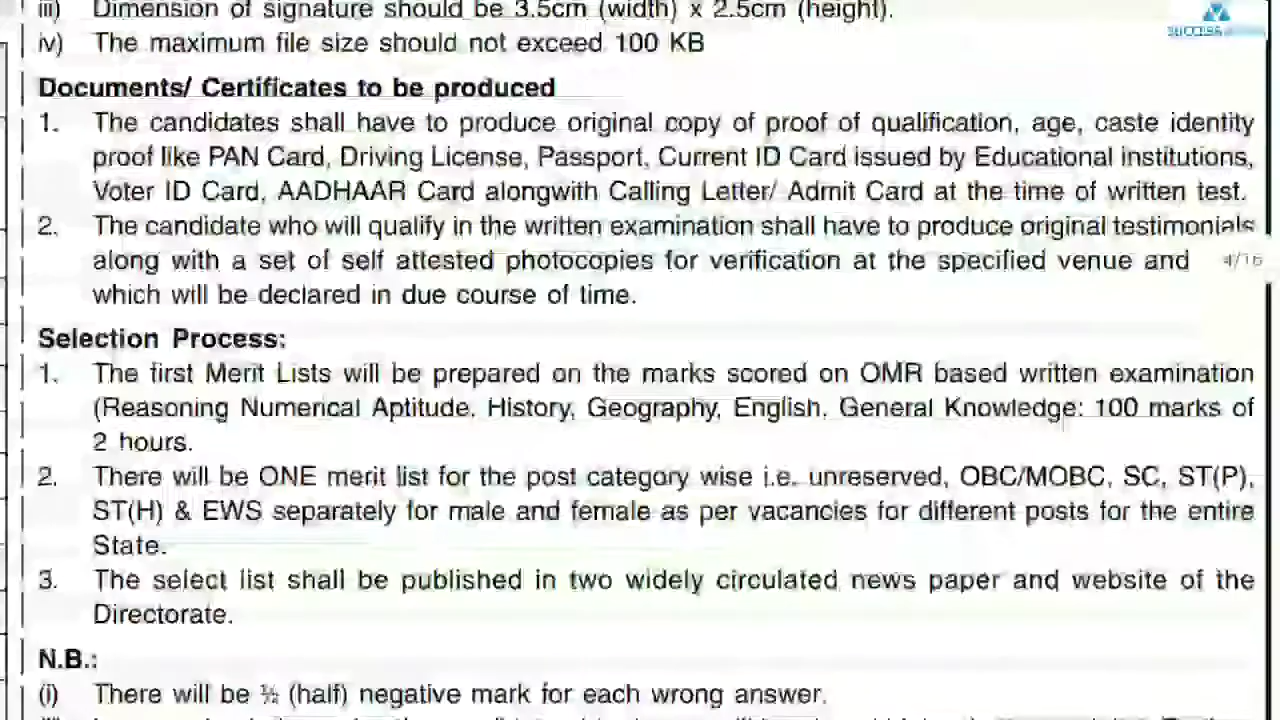 iii) Dimension of signature should be 3.5cm (width) x 2.5cm (height).
SUCCESS
iv) The maximum file size should not exceed 100 KB
Documents/ Certificates to be produced
1. The candidates shall have to produce original copy of proof of qualification, age, caste identity
proof like PAN Card, Driving License, Passport, Current ID Card issued by Educational institutions,
Voter ID Card, AADHAAR Card alongwith Calling Letter/ Admit Card at the time of written test.
2. The candidate who will qualify in the written examination shall have to produce original testimonials
along with a set of self attested photocopies for verification at the specified venue and
4/16
which will be declared in due course of time.
Selection Process:
1. The first Merit Lists will be prepared on the marks scored on OMR based written examination
(Reasoning Numerical Aptitude, History, Geography, English, General Knowledge: 100 marks of
2 hours.
2. There will be ONE merit list for the post category wise i.e. unreserved, OBC/MOBC, SC, ST(P),
ST(H) & EWS separately for male and female as per vacancies for different posts for the entire
State.
3. The select list shall be published in two widely circulated news paper and website of the
Directorate.
N.B.:
(i) There will be ½ (half) negative mark for each wrong answer.